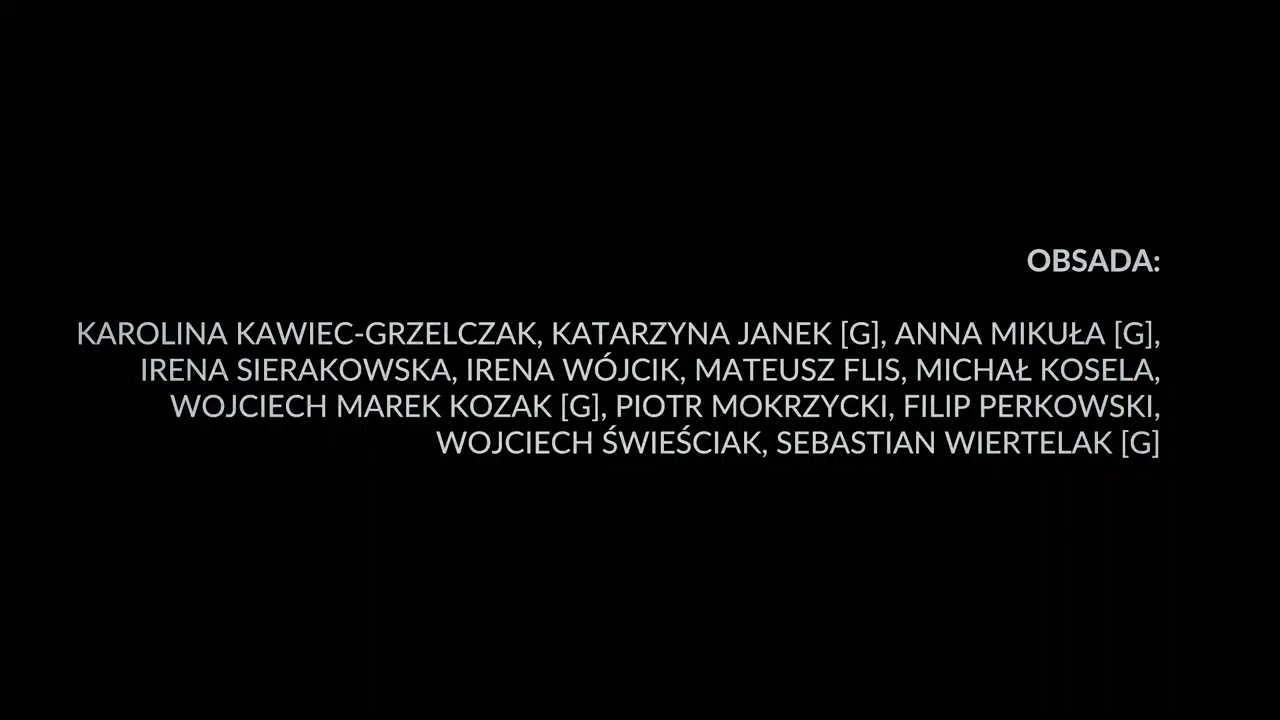 OBSADA:
KAROLINA KAWIEC-GRZELCZAK, KATARZYNA JANEK [G], ANNA MIKUŁA [G],
IRENA SIERAKOWSKA, IRENA WÓJCIK, MATEUSZ FLIS, MICHAŁ KOSELA,
WOJCIECH MAREK KOZAK [G], PIOTR MOKRZYCKI, FILIP PERKOWSKI,
WOJCIECH ŚWIEŚCIAK, SEBASTIAN WIERTELAK [G]